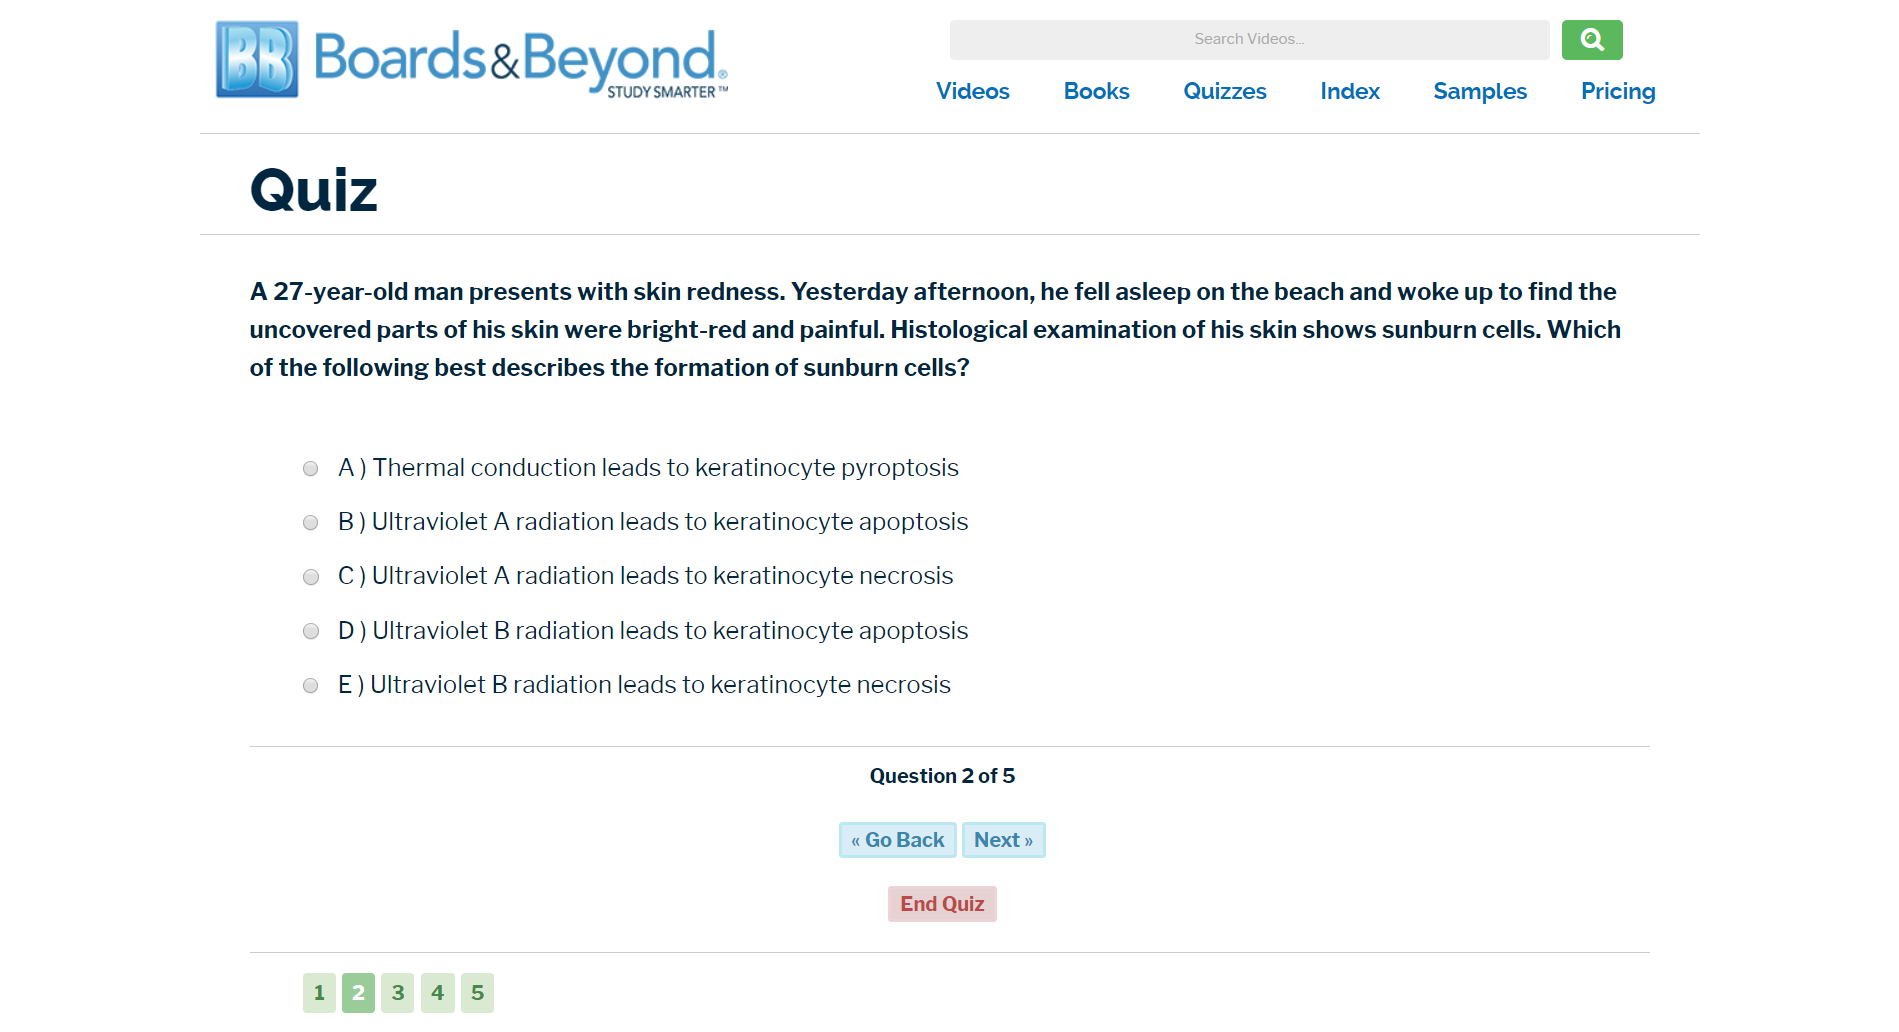 BB Boards&Beyond®
STUDY SMARTER™
Search Videos...
Videos Books Quizzes Index Samples Pricing
Quiz
A 27-year-old man presents with skin redness. Yesterday afternoon, he fell asleep on the beach and woke up to find the
uncovered parts of his skin were bright-red and painful. Histological examination of his skin shows sunburn cells. Which
of the following best describes the formation of sunburn cells?
A ) Thermal conduction leads to keratinocyte pyroptosis
B ) Ultraviolet A radiation leads to keratinocyte apoptosis
C ) Ultraviolet A radiation leads to keratinocyte necrosis
D ) Ultraviolet B radiation leads to keratinocyte apoptosis
E ) Ultraviolet B radiation leads to keratinocyte necrosis
Question 2 of 5
« Go Back Next »
End Quiz
1 2 3 4 5